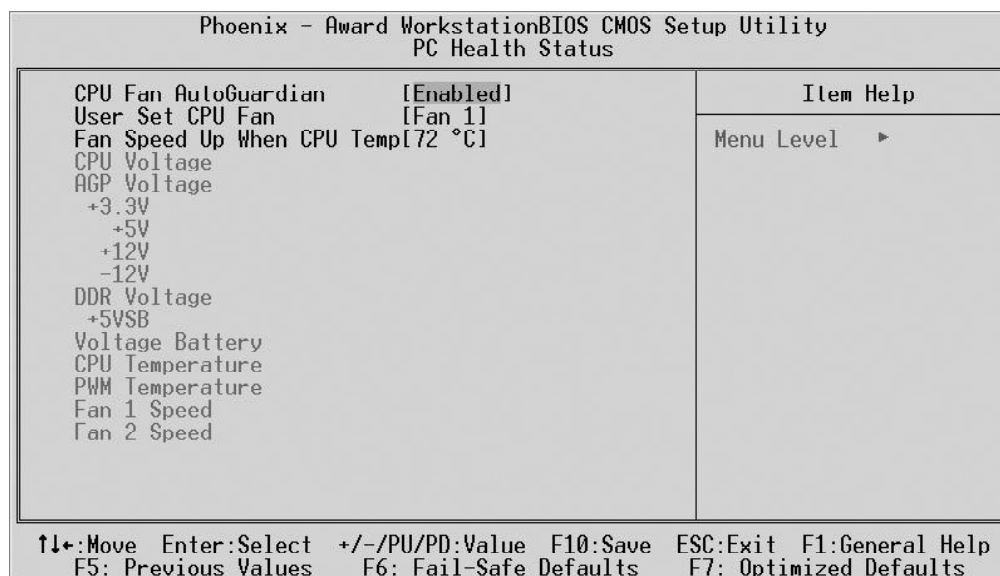 Phoenix - Award WorkstationBIOS CMOS Setup Utility
PC Health Status
CPU Fan AutoGuardian [Enabled]
User Set CPU Fan [Fan 1]
Fan Speed Up When CPU Temp[72 °C]
CPU Voltage
AGP Voltage
+3.3V
+5V
+12V
-12V
DDR Voltage
+5VSB
Voltage Battery
CPU Temperature
PWM Temperature
Fan 1 Speed
Fan 2 Speed
Item Help
Menu Level ►
↑↓←:Move Enter:Select +/-/PU/PD:Value F10:Save ESC:Exit F1:General Help
F5: Previous Values F6: Fail-Safe Defaults F7: Optimized Defaults